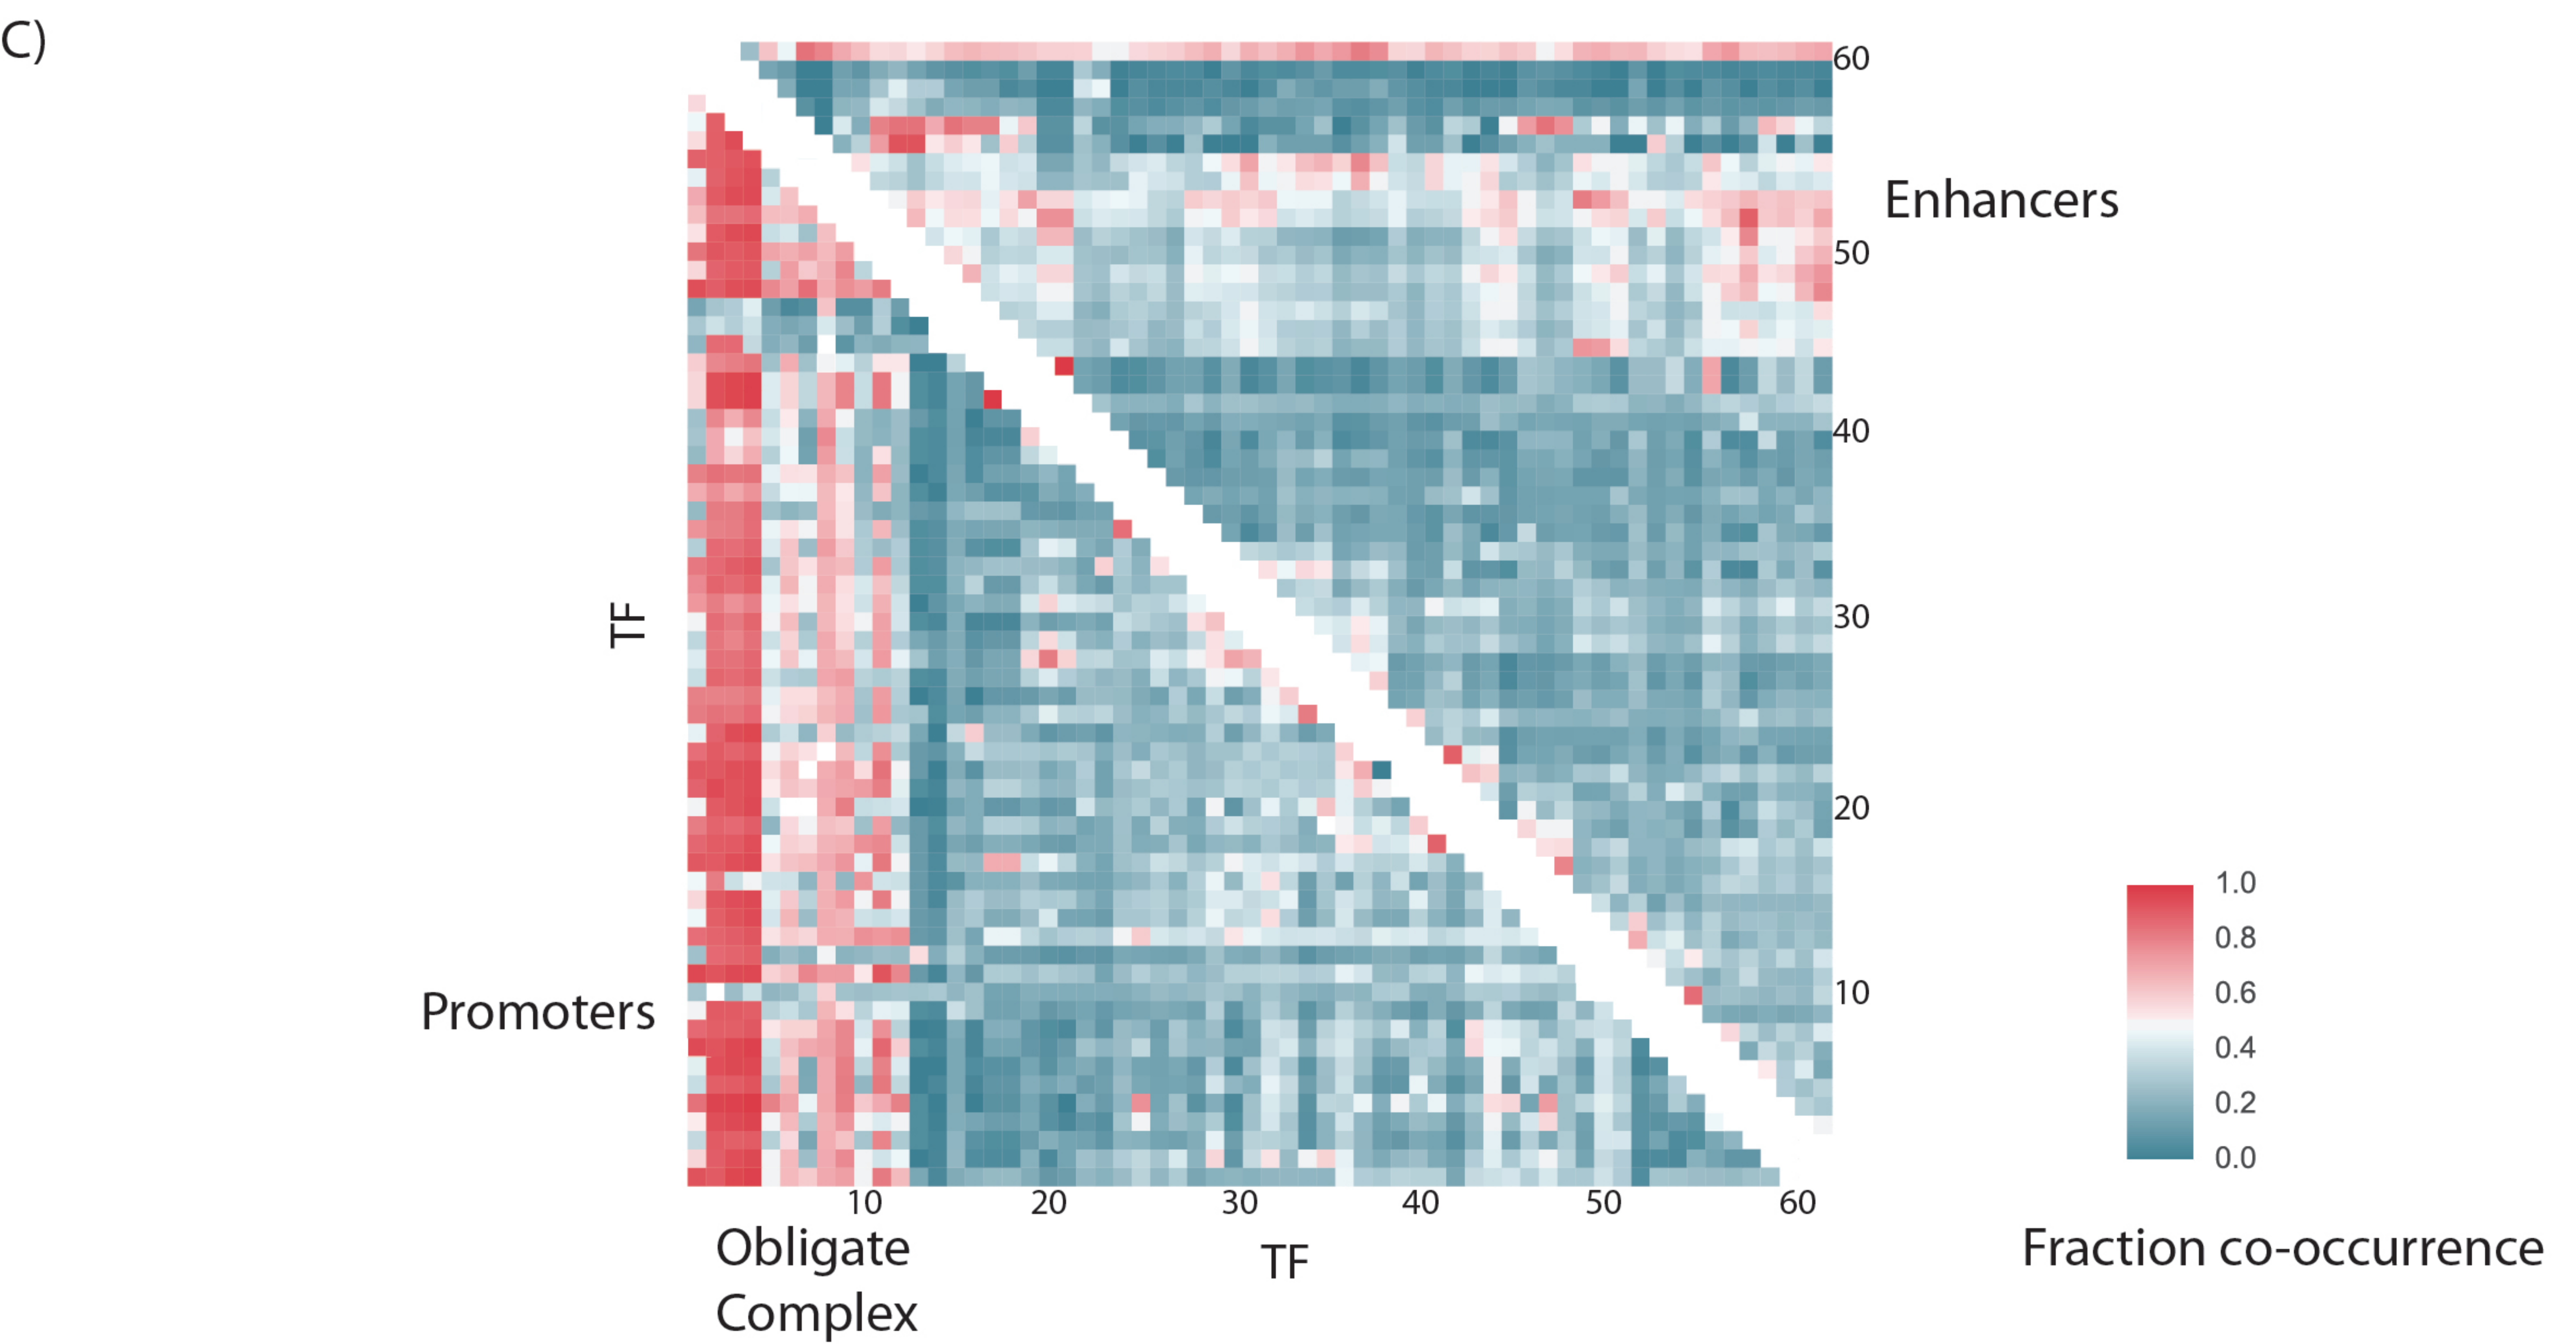 C)
60
50
40
30
20
10
Enhancers
TF
Promoters
10 20 30 40 50 60
Obligate
Complex
TF
1.0
0.8
0.6
0.4
0.2
0.0
Fraction co-occurrence